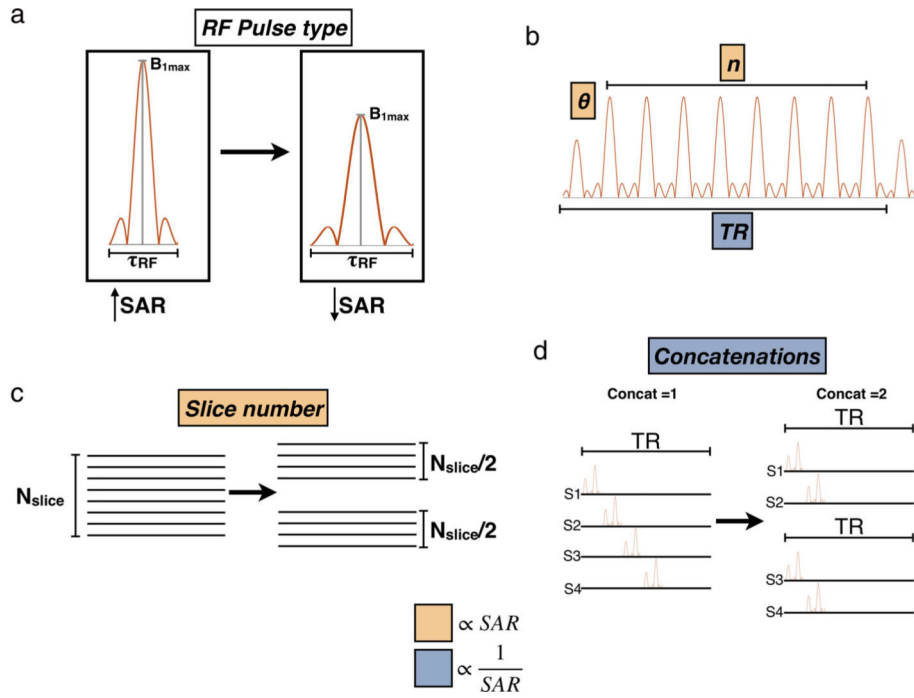 a
RF Pulse type
B1max
τRF
↑SAR
B1max
τRF
↓SAR
b
n
θ
TR
c
Slice number
Nslice
Nslice/2
Nslice/2
d
Concatenations
Concat =1
TR
S1
S2
S3
S4
Concat =2
TR
S1
S2
TR
S3
S4
∝ SAR
∝ 1/SAR